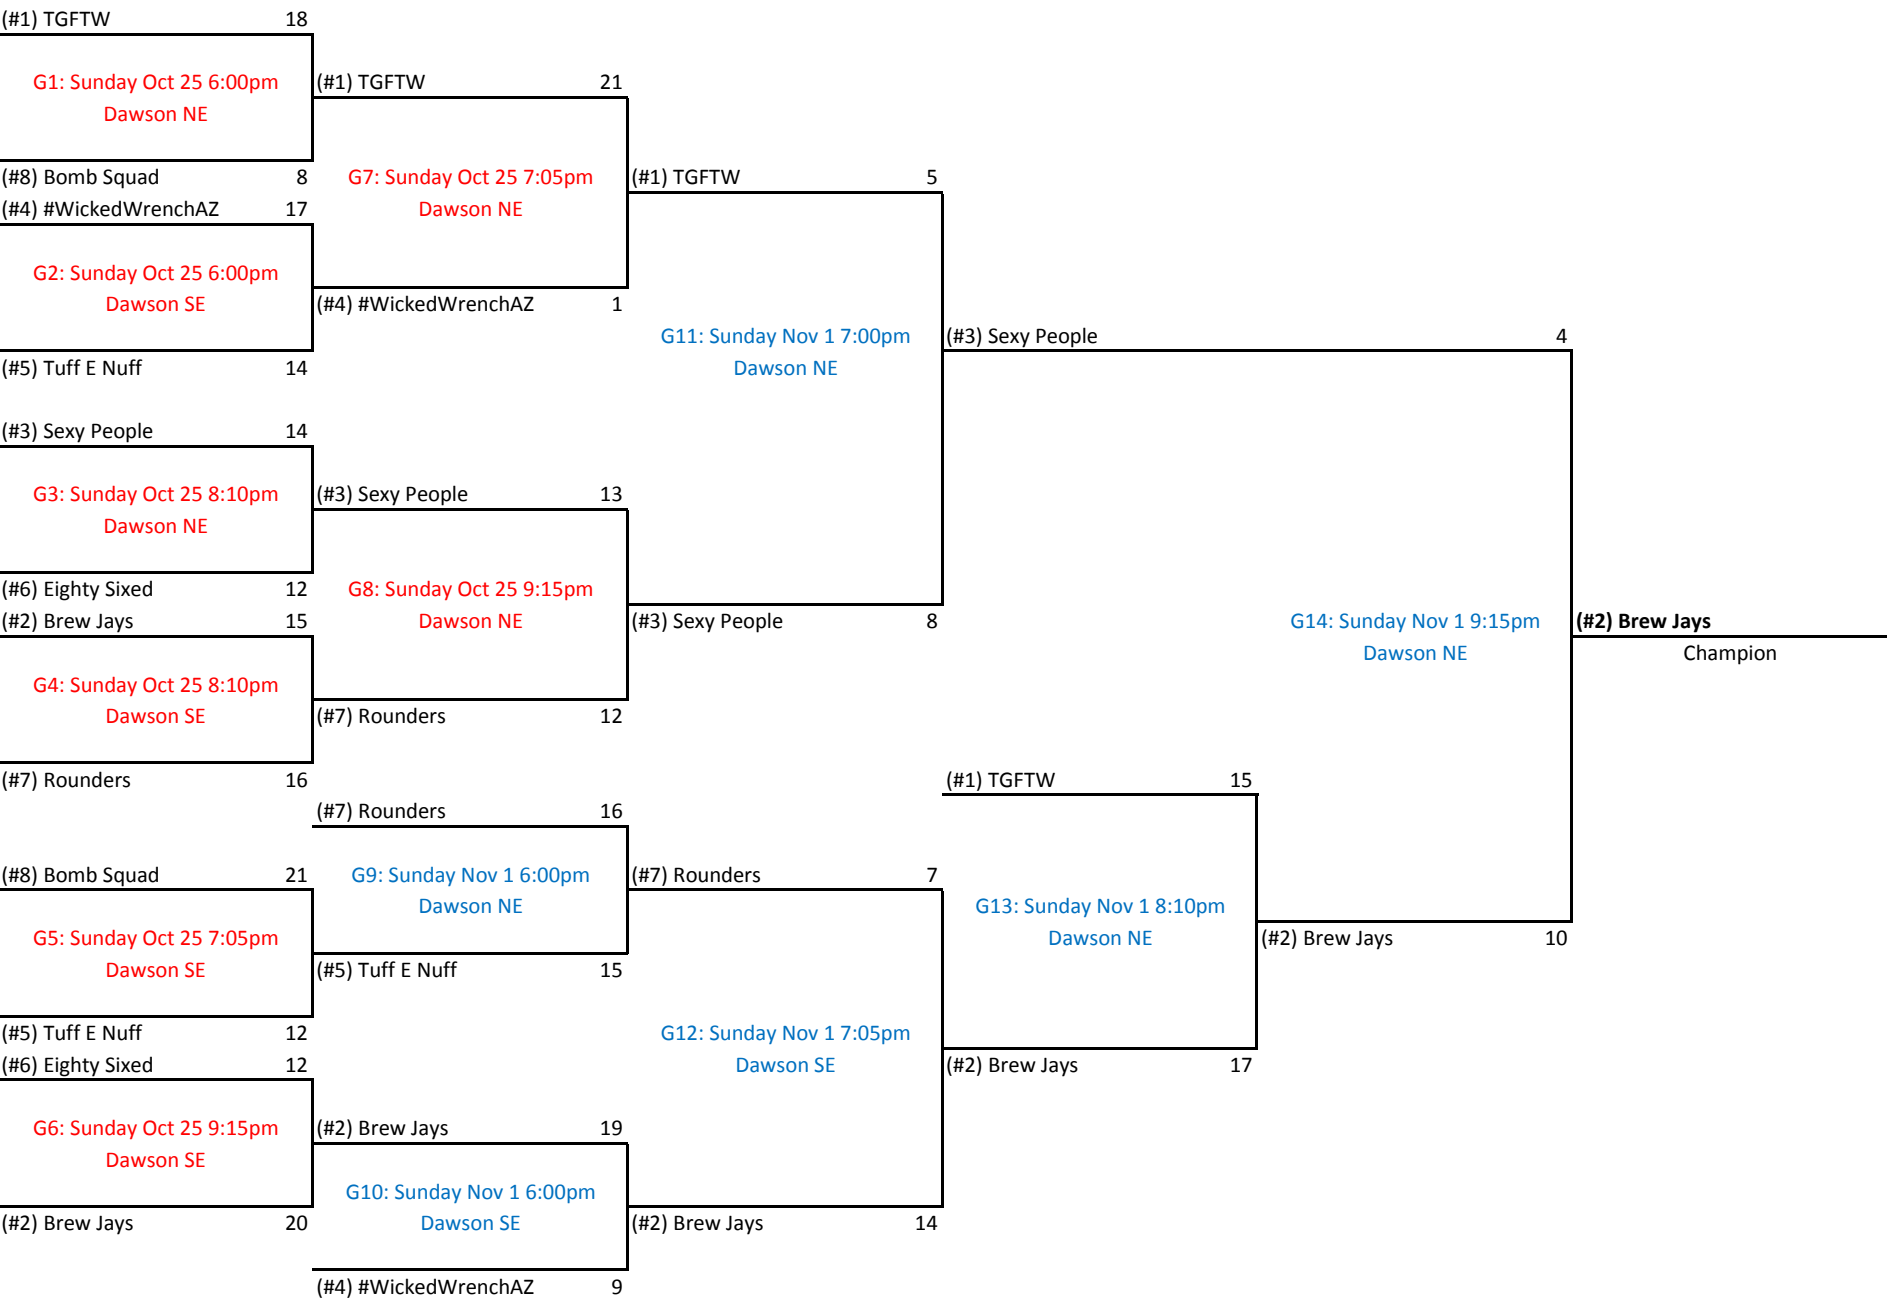 (#1) TGFTW 18
G1: Sunday Oct 25 6:00pm
Dawson NE
(#8) Bomb Squad 8
(#4) #WickedWrenchAZ 17
G2: Sunday Oct 25 6:00pm
Dawson SE
(#5) Tuff E Nuff 14
(#3) Sexy People 14
G3: Sunday Oct 25 8:10pm
Dawson NE
(#6) Eighty Sixed 12
(#2) Brew Jays 15
G4: Sunday Oct 25 8:10pm
Dawson SE
(#7) Rounders 16
(#8) Bomb Squad 21
G5: Sunday Oct 25 7:05pm
Dawson SE
(#5) Tuff E Nuff 12
(#6) Eighty Sixed 12
G6: Sunday Oct 25 9:15pm
Dawson SE
(#2) Brew Jays 20
(#1) TGFTW 21
G7: Sunday Oct 25 7:05pm
Dawson NE
(#4) #WickedWrenchAZ 1
(#3) Sexy People 13
G8: Sunday Oct 25 9:15pm
Dawson NE
(#7) Rounders 12
(#7) Rounders 16
G9: Sunday Nov 1 6:00pm
Dawson NE
(#5) Tuff E Nuff 15
(#2) Brew Jays 19
G10: Sunday Nov 1 6:00pm
Dawson SE
(#4) #WickedWrenchAZ 9
(#1) TGFTW 5
G11: Sunday Nov 1 7:00pm
Dawson NE
(#3) Sexy People 8
(#7) Rounders 7
G12: Sunday Nov 1 7:05pm
Dawson SE
(#2) Brew Jays 14
(#3) Sexy People 4
(#1) TGFTW 15
G13: Sunday Nov 1 8:10pm
Dawson NE
(#2) Brew Jays 17
G14: Sunday Nov 1 9:15pm
Dawson NE
(#2) Brew Jays 10
(#2) Brew Jays
Champion